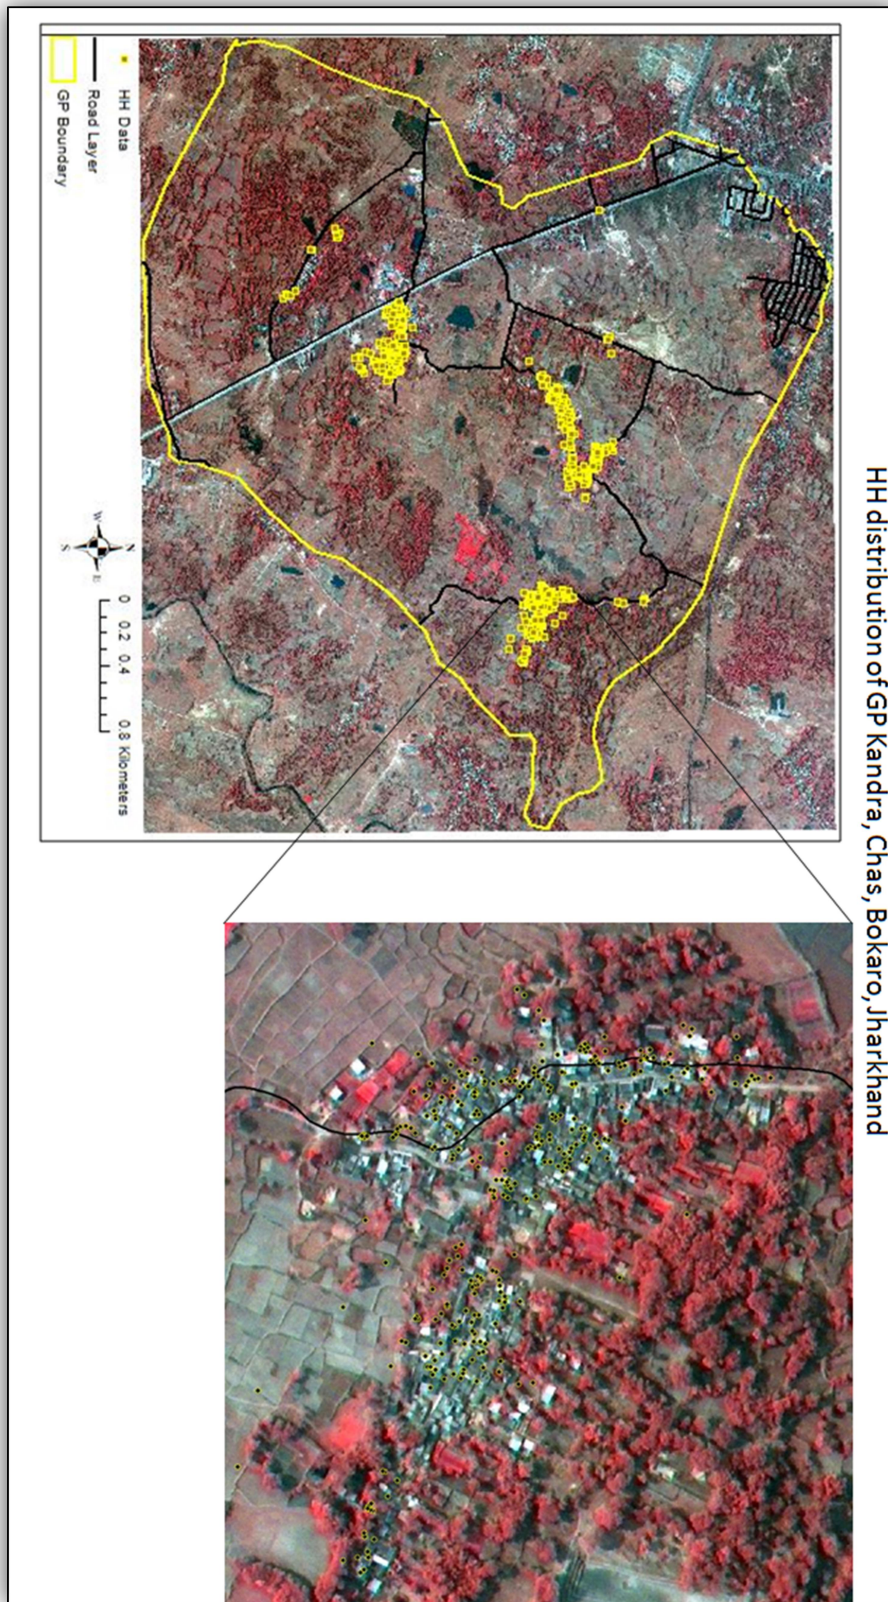 HH distribution of GP Kandra, Chas, Bokaro, Jharkhand
HH Data
Road Layer
GP Boundary
N
W
E
S
0 0.2 0.4 0.8 Kilometers